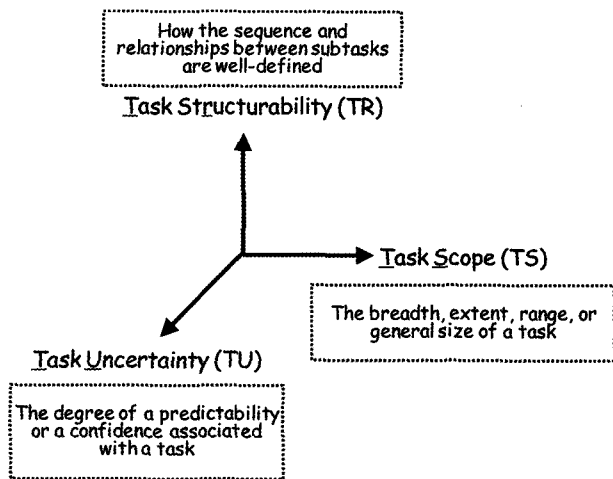 How the sequence and
relationships between subtasks
are well-defined
Task Structurability (TR)
Task Scope (TS)
The breadth, extent, range, or
general size of a task
Task Uncertainty (TU)
The degree of a predictability
or a confidence associated
with a task